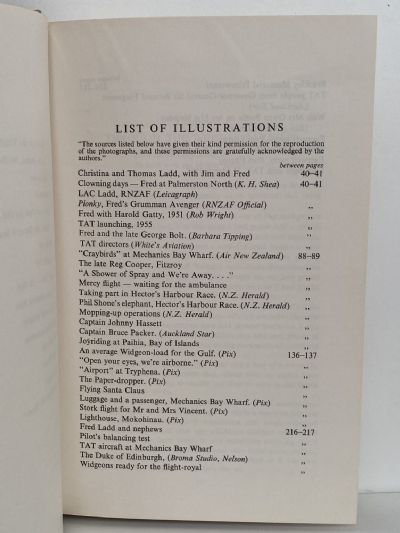 LIST OF ILLUSTRATIONS
"The sources listed below have given their kind permission for the reproduction
of the photographs, and these permissions are gratefully acknowledged by the
authors."
between pages
Christina and Thomas Ladd, with Jim and Fred 40–41
Clowning days — Fred at Palmerston North (K. H. Shea) 40–41
LAC Ladd, RNZAF (Leicagraph)
Plonky, Fred's Grumman Avenger (RNZAF Official) "
Fred with Harold Gatty, 1951 (Rob Wright) "
TAT launching, 1955 "
Fred and the late George Bolt. (Barbara Tipping) "
TAT directors (White's Aviation) "
"Craybirds" at Mechanics Bay Wharf. (Air New Zealand) 88–89
The late Reg Cooper, Fitzroy "
"A Shower of Spray and We're Away. . . ." "
Mercy flight — waiting for the ambulance "
Taking part in Hector's Harbour Race. (N.Z. Herald) "
Phil Shone's elephant, Hector's Harbour Race. (N.Z. Herald) "
Mopping-up operations (N.Z. Herald) "
Captain Johnny Hassett "
Captain Bruce Packer. (Auckland Star) "
Joyriding at Paihia, Bay of Islands "
An average Widgeon-load for the Gulf. (Pix) 136–137
"Open your eyes, we're airborne." (Pix) "
"Airport" at Tryphena. (Pix) "
The Paper-dropper. (Pix) "
Flying Santa Claus "
Luggage and a passenger, Mechanics Bay Wharf. (Pix) "
Stork flight for Mr and Mrs Vincent. (Pix) "
Lighthouse, Mokohinau. (Pix) "
Fred Ladd and nephews 216–217
Pilot's balancing test "
TAT aircraft at Mechanics Bay Wharf "
The Duke of Edinburgh, (Broma Studio, Nelson) "
Widgeons ready for the flight-royal "